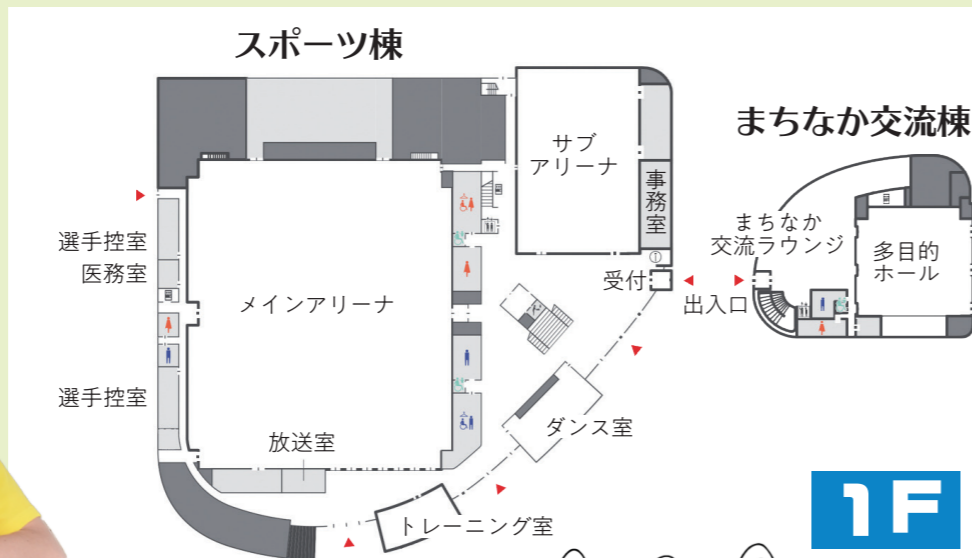 スポーツ棟
サブ
アリーナ
事務室
まちなか交流棟
まちなか
交流ラウンジ
多目的
ホール
選手控室
医務室
メインアリーナ
受付
出入口
選手控室
放送室
ダンス室
トレーニング室
1F